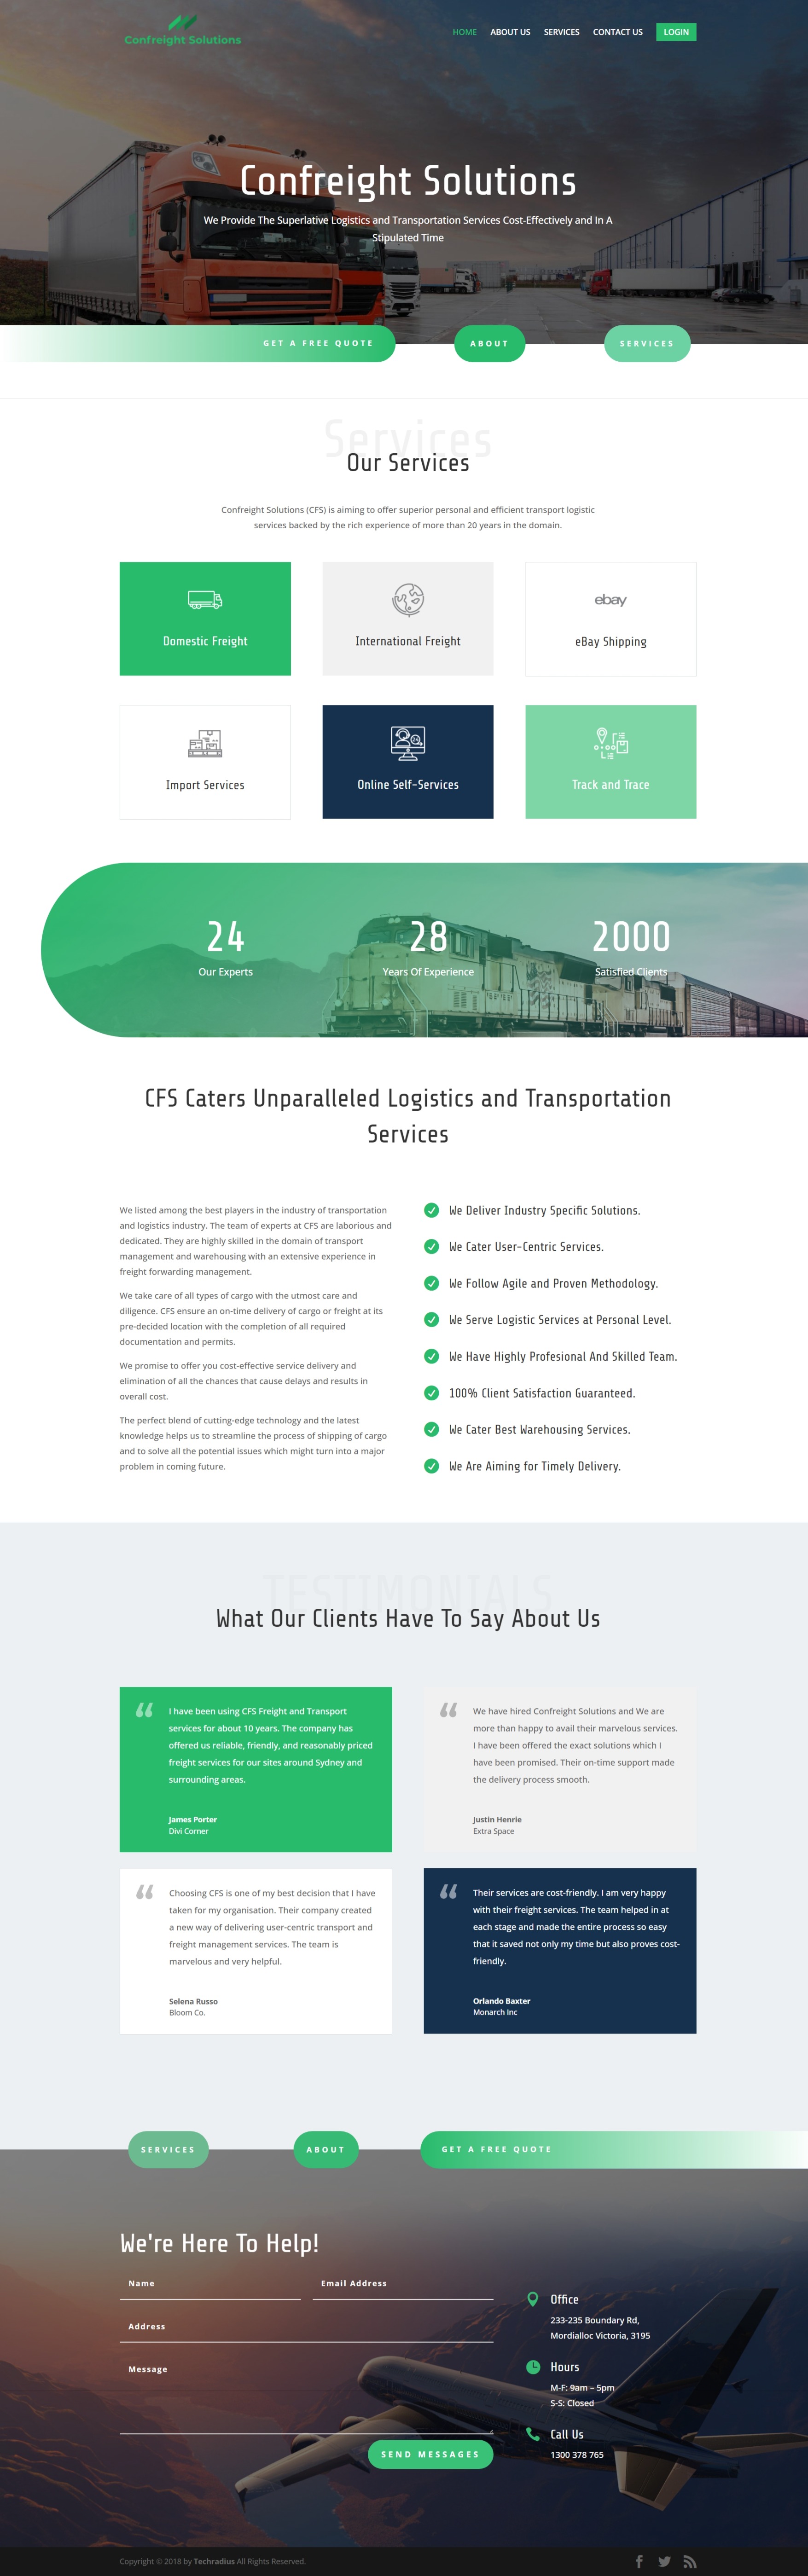 Confreight Solutions
HOME
ABOUT US
SERVICES
CONTACT US
LOGIN
Confreight Solutions
We Provide The Superlative Logistics and Transportation Services Cost-Effectively and In A
Stipulated Time
GET A FREE QUOTE
ABOUT
SERVICES
Services
Our Services
Confreight Solutions (CFS) is aiming to offer superior personal and efficient transport logistic
services backed by the rich experience of more than 20 years in the domain.
Domestic Freight
International Freight
ebay
eBay Shipping
Import Services
24
Online Self-Services
Track and Trace
24
Our Experts
28
Years Of Experience
2000
Satisfied Clients
CFS Caters Unparalleled Logistics and Transportation
Services
We listed among the best players in the industry of transportation
and logistics industry. The team of experts at CFS are laborious and
dedicated. They are highly skilled in the domain of transport
management and warehousing with an extensive experience in
freight forwarding management.
We take care of all types of cargo with the utmost care and
diligence. CFS ensure an on-time delivery of cargo or freight at its
pre-decided location with the completion of all required
documentation and permits.
We promise to offer you cost-effective service delivery and
elimination of all the chances that cause delays and results in
overall cost.
The perfect blend of cutting-edge technology and the latest
knowledge helps us to streamline the process of shipping of cargo
and to solve all the potential issues which might turn into a major
problem in coming future.
We Deliver Industry Specific Solutions.
We Cater User-Centric Services.
We Follow Agile and Proven Methodology.
We Serve Logistic Services at Personal Level.
We Have Highly Profesional And Skilled Team.
100% Client Satisfaction Guaranteed.
We Cater Best Warehousing Services.
We Are Aiming for Timely Delivery.
TESTIMONIALS
What Our Clients Have To Say About Us
I have been using CFS Freight and Transport
services for about 10 years. The company has
offered us reliable, friendly, and reasonably priced
freight services for our sites around Sydney and
surrounding areas.
James Porter
Divi Corner
We have hired Confreight Solutions and We are
more than happy to avail their marvelous services.
I have been offered the exact solutions which I
have been promised. Their on-time support made
the delivery process smooth.
Justin Henrie
Extra Space
Choosing CFS is one of my best decision that I have
taken for my organisation. Their company created
a new way of delivering user-centric transport and
freight management services. The team is
marvelous and very helpful.
Selena Russo
Bloom Co.
Their services are cost-friendly. I am very happy
with their freight services. The team helped in at
each stage and made the entire process so easy
that it saved not only my time but also proves cost-
friendly.
Orlando Baxter
Monarch Inc
SERVICES
ABOUT
GET A FREE QUOTE
We're Here To Help!
Name
Email Address
Address
Message
SEND MESSAGES
Office
233-235 Boundary Rd,
Mordialloc Victoria, 3195
Hours
M-F: 9am – 5pm
S-S: Closed
Call Us
1300 378 765
Copyright © 2018 by Techradius All Rights Reserved.